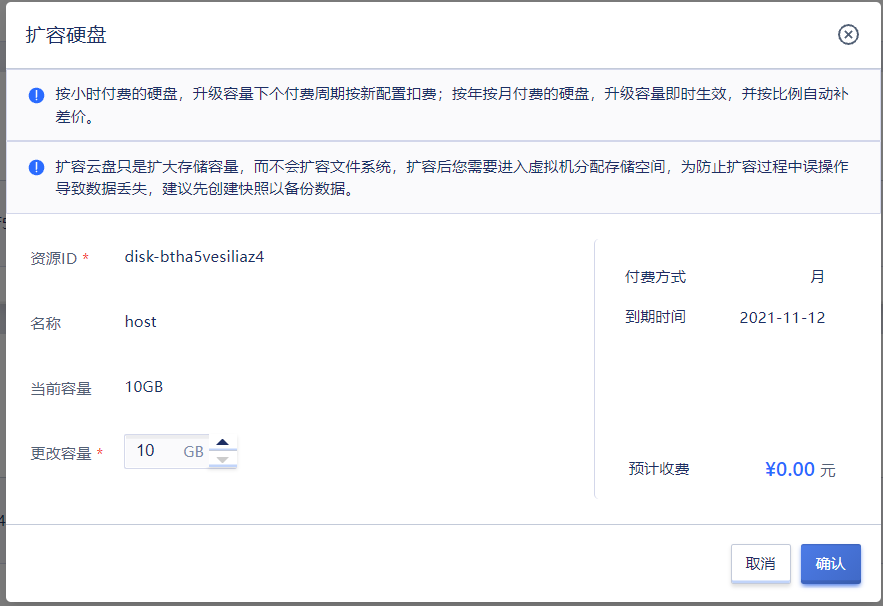 扩容硬盘
按小时付费的硬盘，升级容量下个付费周期按新配置扣费；按年按月付费的硬盘，升级容量即时生效，并按比例自动补
差价。
扩容云盘只是扩大存储容量，而不会扩容文件系统，扩容后您需要进入虚拟机分配存储空间，为防止扩容过程中误操作
导致数据丢失，建议先创建快照以备份数据。
资源ID * disk-btha5vesiliaz4
名称 host
当前容量 10GB
更改容量 * 10 GB
付费方式 月
到期时间 2021-11-12
预计收费 ¥0.00 元
取消 确认